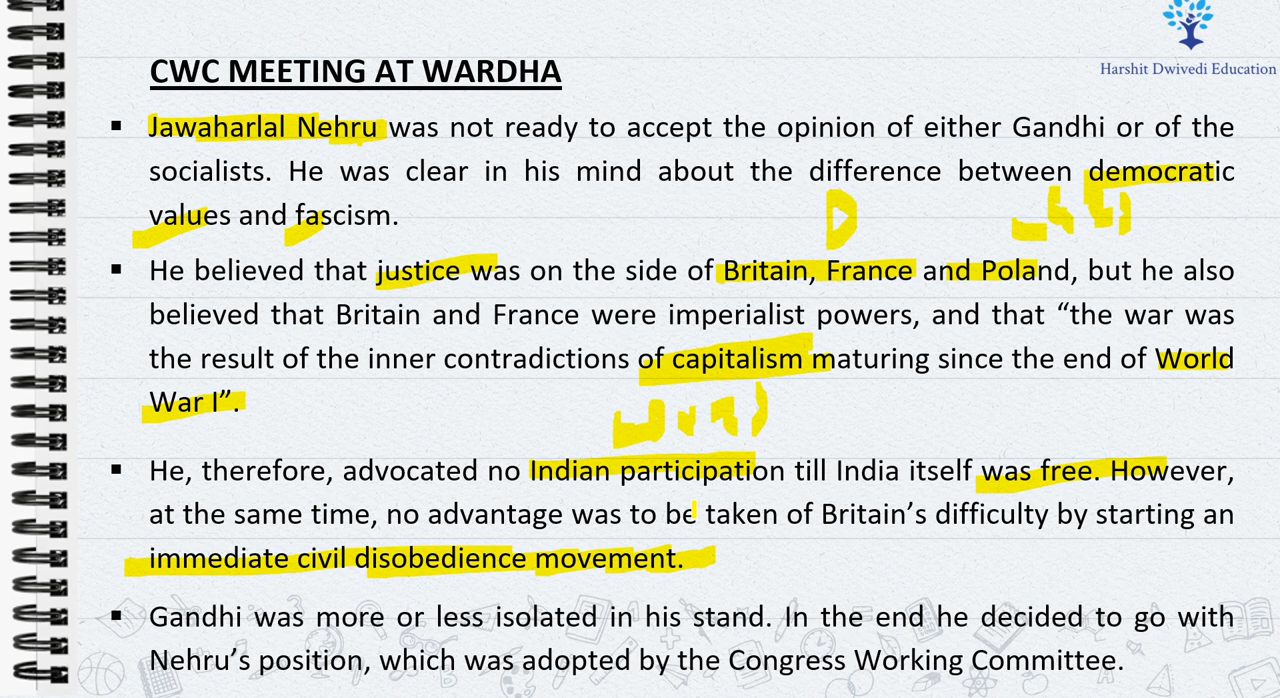 Harshit Dwivedi Education
CWC MEETING AT WARDHA
▪ Jawaharlal Nehru was not ready to accept the opinion of either Gandhi or of the
socialists. He was clear in his mind about the difference between democratic
values and fascism.
▪ He believed that justice was on the side of Britain, France and Poland, but he also
believed that Britain and France were imperialist powers, and that “the war was
the result of the inner contradictions of capitalism maturing since the end of World
War I”.
▪ He, therefore, advocated no Indian participation till India itself was free. However,
at the same time, no advantage was to be taken of Britain’s difficulty by starting an
immediate civil disobedience movement.
▪ Gandhi was more or less isolated in his stand. In the end he decided to go with
Nehru’s position, which was adopted by the Congress Working Committee.